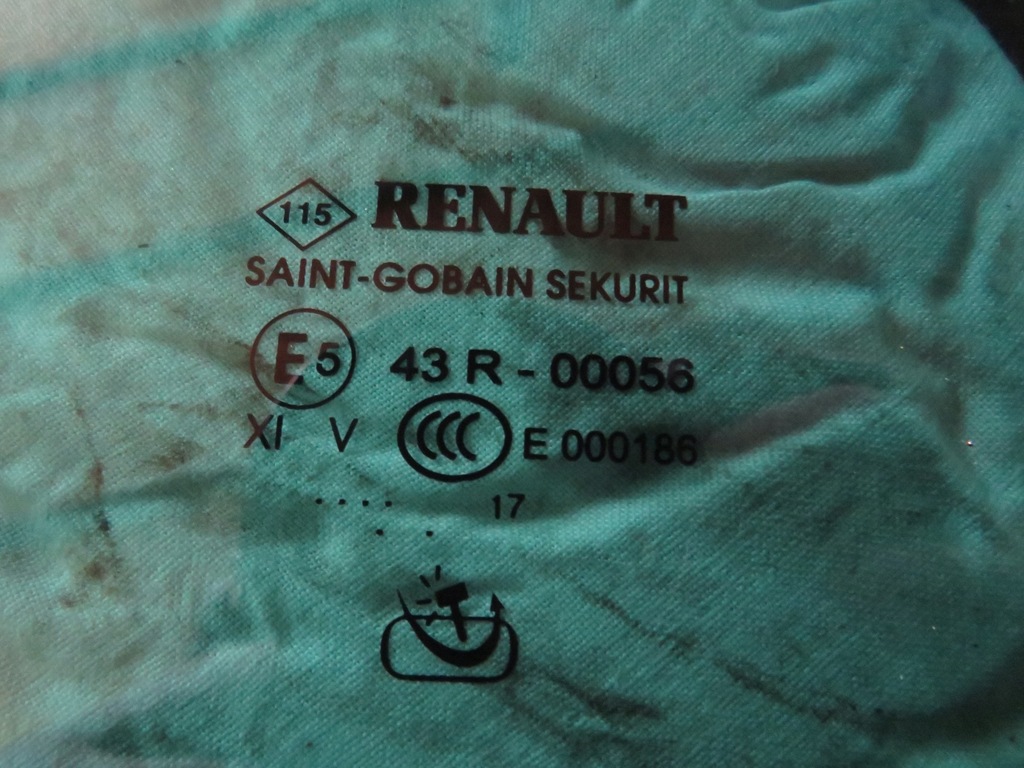 115 RENAULT
SAINT-GOBAIN SEKURIT
E5 43 R - 00056
XI V CCC E 000186
.... 17
. .